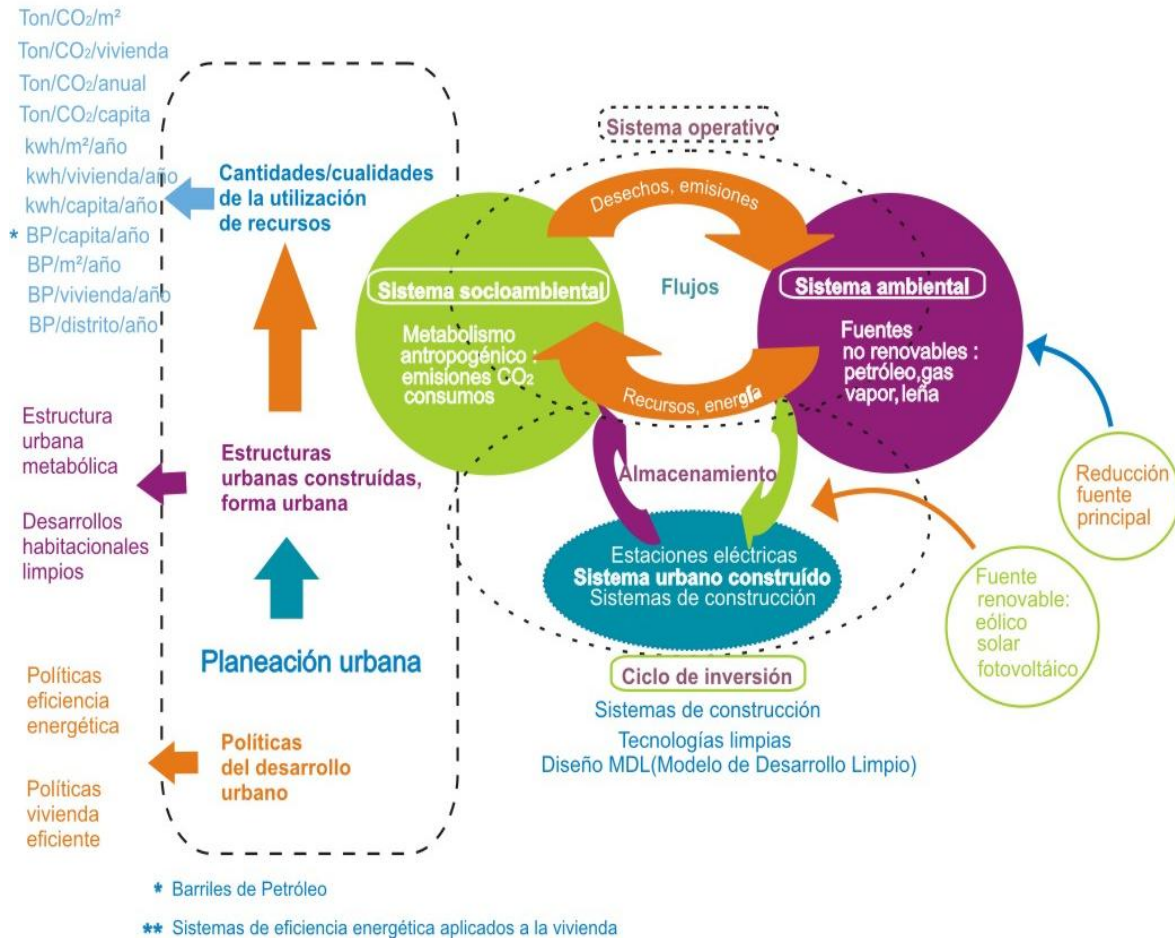 Ton/CO₂/m²
Ton/CO₂/vivienda
Ton/CO₂/anual
Ton/CO₂/capita
kwh/m²/año
kwh/vivienda/año
kwh/capita/año
* BP/capita/año
BP/m²/año
BP/vivienda/año
BP/distrito/año
Cantidades/cualidades
de la utilización
de recursos
Estructura
urbana
metabólica
Desarrollos
habitacionales
limpios
Estructuras
urbanas construídas,
forma urbana
Planeación urbana
Políticas
eficiencia
energética
Políticas
vivienda
eficiente
Políticas
del desarrollo
urbano
Sistema operativo
Desechos, emisiones
Flujos
Sistema socioambiental
Metabolismo
antropogénico :
emisiones CO₂
consumos
Sistema ambiental
Fuentes
no renovables :
petróleo,gas
vapor,leña
Recursos, energía
Almacenamiento
Estaciones eléctricas
Sistema urbano construído
Sistemas de construcción
Ciclo de inversión
Sistemas de construcción
Tecnologías limpias
Diseño MDL(Modelo de Desarrollo Limpio)
Reducción
fuente
principal
Fuente
renovable:
eólico
solar
fotovoltáico
* Barriles de Petróleo
** Sistemas de eficiencia energética aplicados a la vivienda